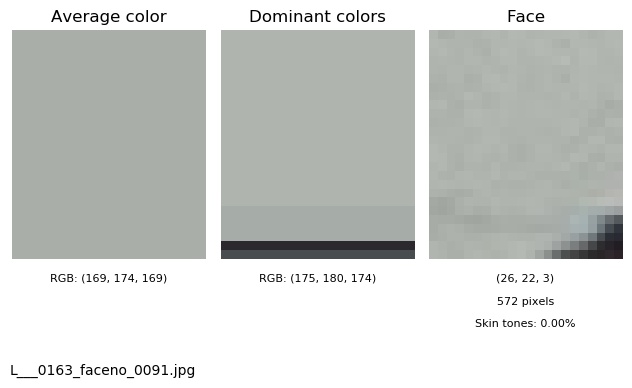 Average color
Dominant colors
Face
RGB: (169, 174, 169)
RGB: (175, 180, 174)
(26, 22, 3)
572 pixels
Skin tones: 0.00%
L___0163_faceno_0091.jpg